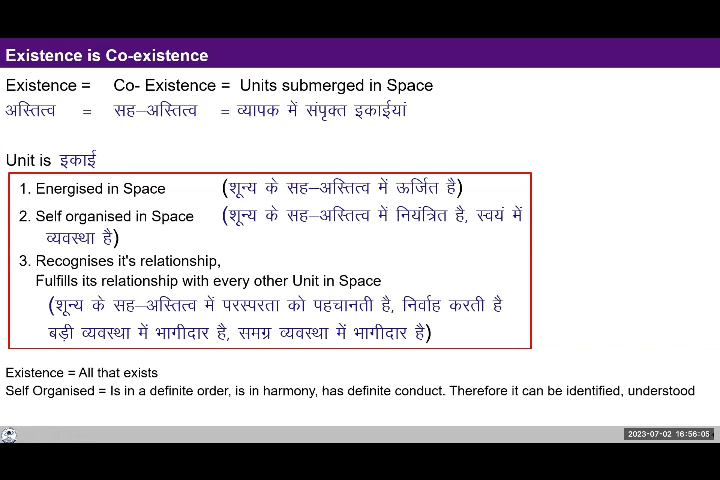 Existence is Co-existence
Existence = Co- Existence = Units submerged in Space
अस्तित्व = सह–अस्तित्व = व्यापक में संपृक्त इकाईयां
Unit is इकाई
1. Energised in Space (शून्य के सह–अस्तित्व में ऊर्जित है)
2. Self organised in Space (शून्य के सह–अस्तित्व में नियंत्रित है, स्वयं में
व्यवस्था है)
3. Recognises it's relationship,
Fulfills its relationship with every other Unit in Space
(शून्य के सह–अस्तित्व में परस्परता को पहचानती है, निर्वाह करती है
बड़ी व्यवस्था में भागीदार है, समग्र व्यवस्था में भागीदार है)
Existence = All that exists
Self Organised = Is in a definite order, is in harmony, has definite conduct. Therefore it can be identified, understood
2023-07-02 16:56:05